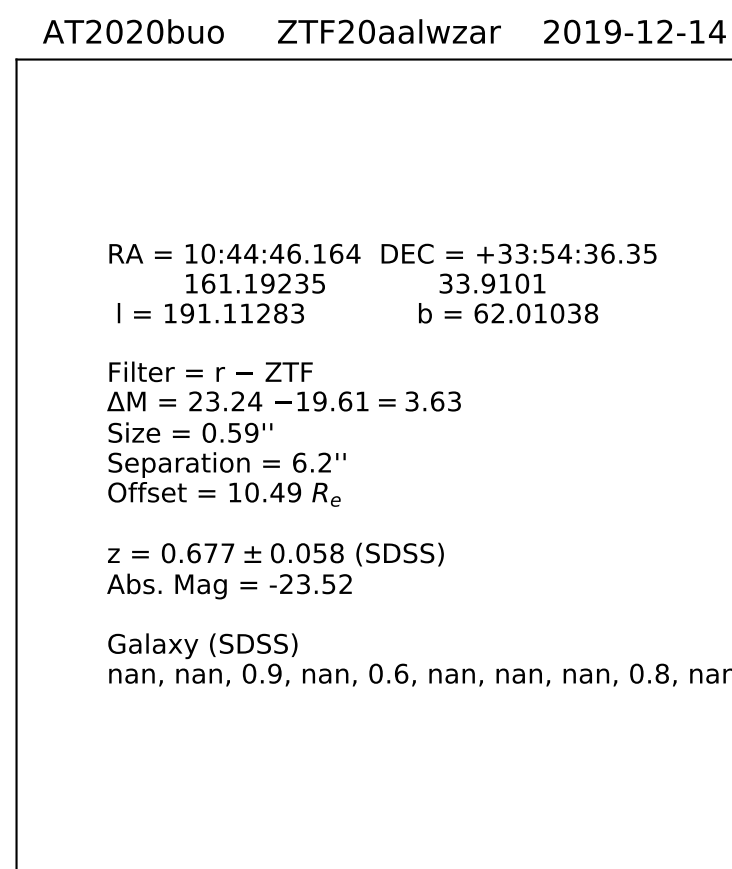 AT2020buo ZTF20aalwzar 2019-12-14
RA = 10:44:46.164 DEC = +33:54:36.35
161.19235 33.9101
l = 191.11283 b = 62.01038
Filter = r − ZTF
ΔM = 23.24 −19.61 = 3.63
Size = 0.59''
Separation = 6.2''
Offset = 10.49 Re
z = 0.677 ± 0.058 (SDSS)
Abs. Mag = -23.52
Galaxy (SDSS)
nan, nan, 0.9, nan, 0.6, nan, nan, nan, 0.8, nan